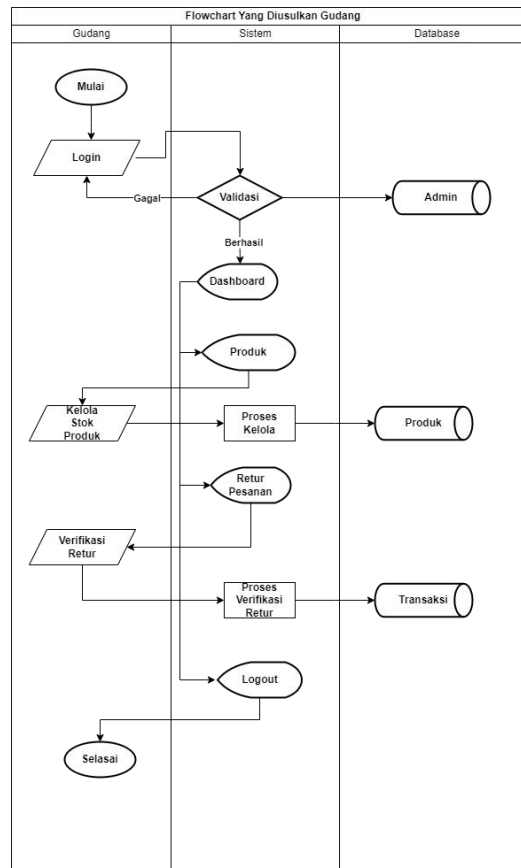 Flowchart Yang Diusulkan Gudang
Gudang
Sistem
Database
Mulai
Login
Gagal
Validasi
Admin
Berhasil
Dashboard
Produk
Kelola
Stok
Produk
Proses
Kelola
Produk
Retur
Pesanan
Verifikasi
Retur
Proses
Verifikasi
Retur
Transaksi
Logout
Selasai